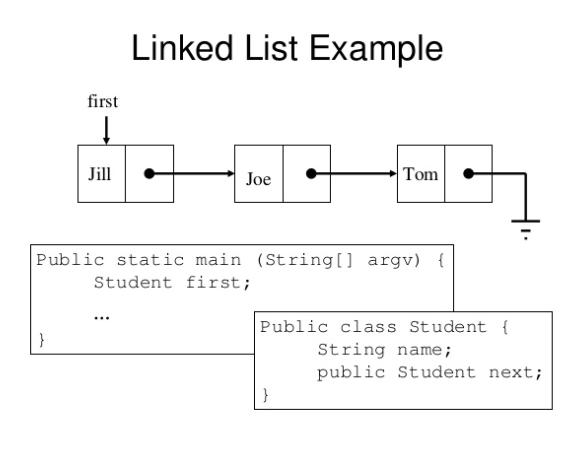 Linked List Example
first
Jill
Joe
Tom
Public static main (String[] argv) {
Student first;
...
}
Public class Student {
String name;
public Student next;
}